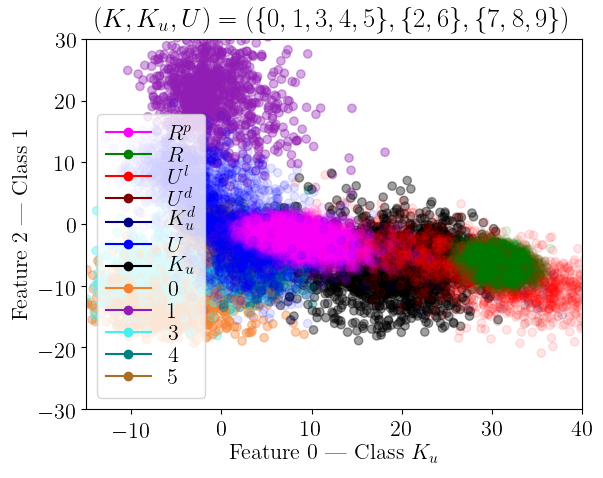 (K, K_u, U) = ({0, 1, 3, 4, 5}, {2, 6}, {7, 8, 9})
30
20
10
0
−10
−20
−30
Feature 2 — Class 1
R^p
R
U^l
U^d
K_u^d
U
K_u
0
1
3
4
5
−10 0 10 20 30 40
Feature 0 — Class K_u